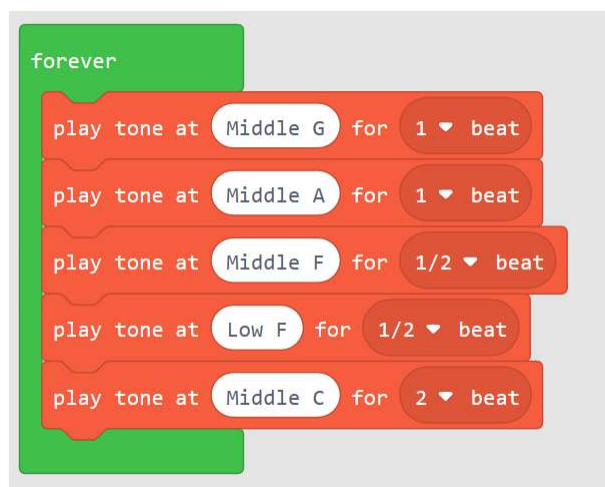 forever
play tone at Middle G for 1 beat
play tone at Middle A for 1 beat
play tone at Middle F for 1/2 beat
play tone at Low F for 1/2 beat
play tone at Middle C for 2 beat